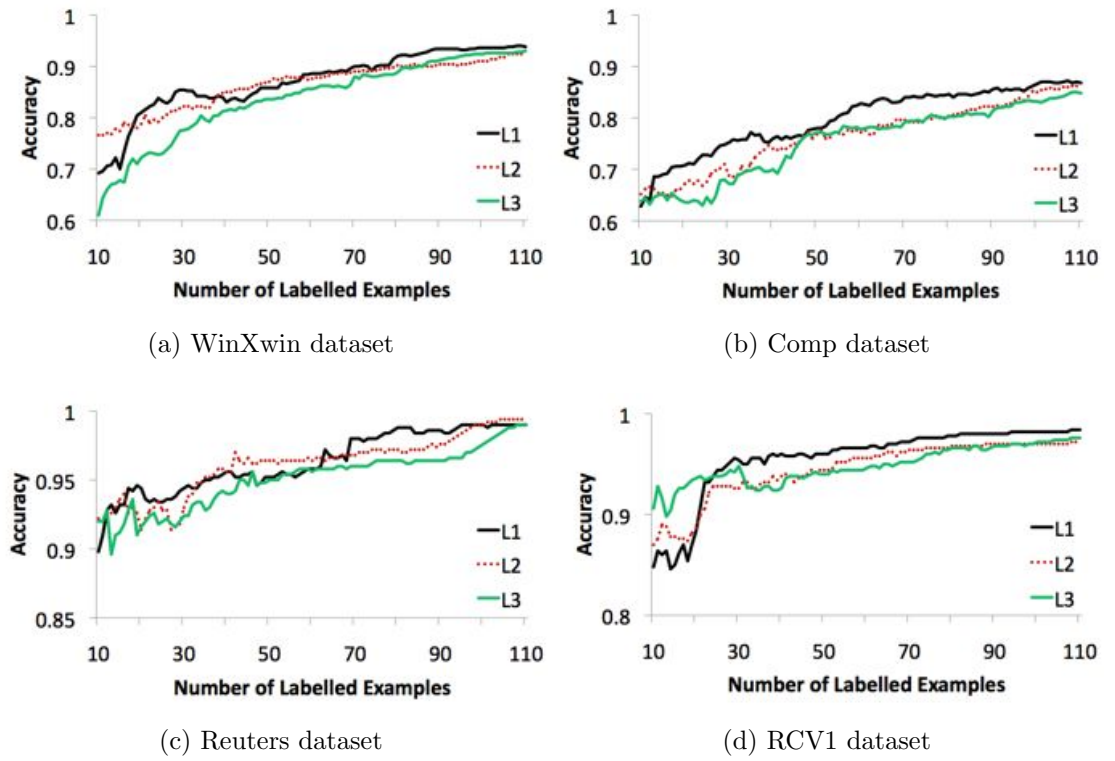 1
0.9
0.8
0.7
0.6
Accuracy
L1
L2
L3
10 30 50 70 90 110
Number of Labelled Examples
(a) WinXwin dataset
1
0.9
0.8
0.7
0.6
Accuracy
L1
L2
L3
10 30 50 70 90 110
Number of Labelled Examples
(b) Comp dataset
1
0.95
0.9
0.85
Accuracy
L1
L2
L3
10 30 50 70 90 110
Number of Labelled Examples
(c) Reuters dataset
1
0.9
0.8
Accuracy
L1
L2
L3
10 30 50 70 90 110
Number of Labelled Examples
(d) RCV1 dataset